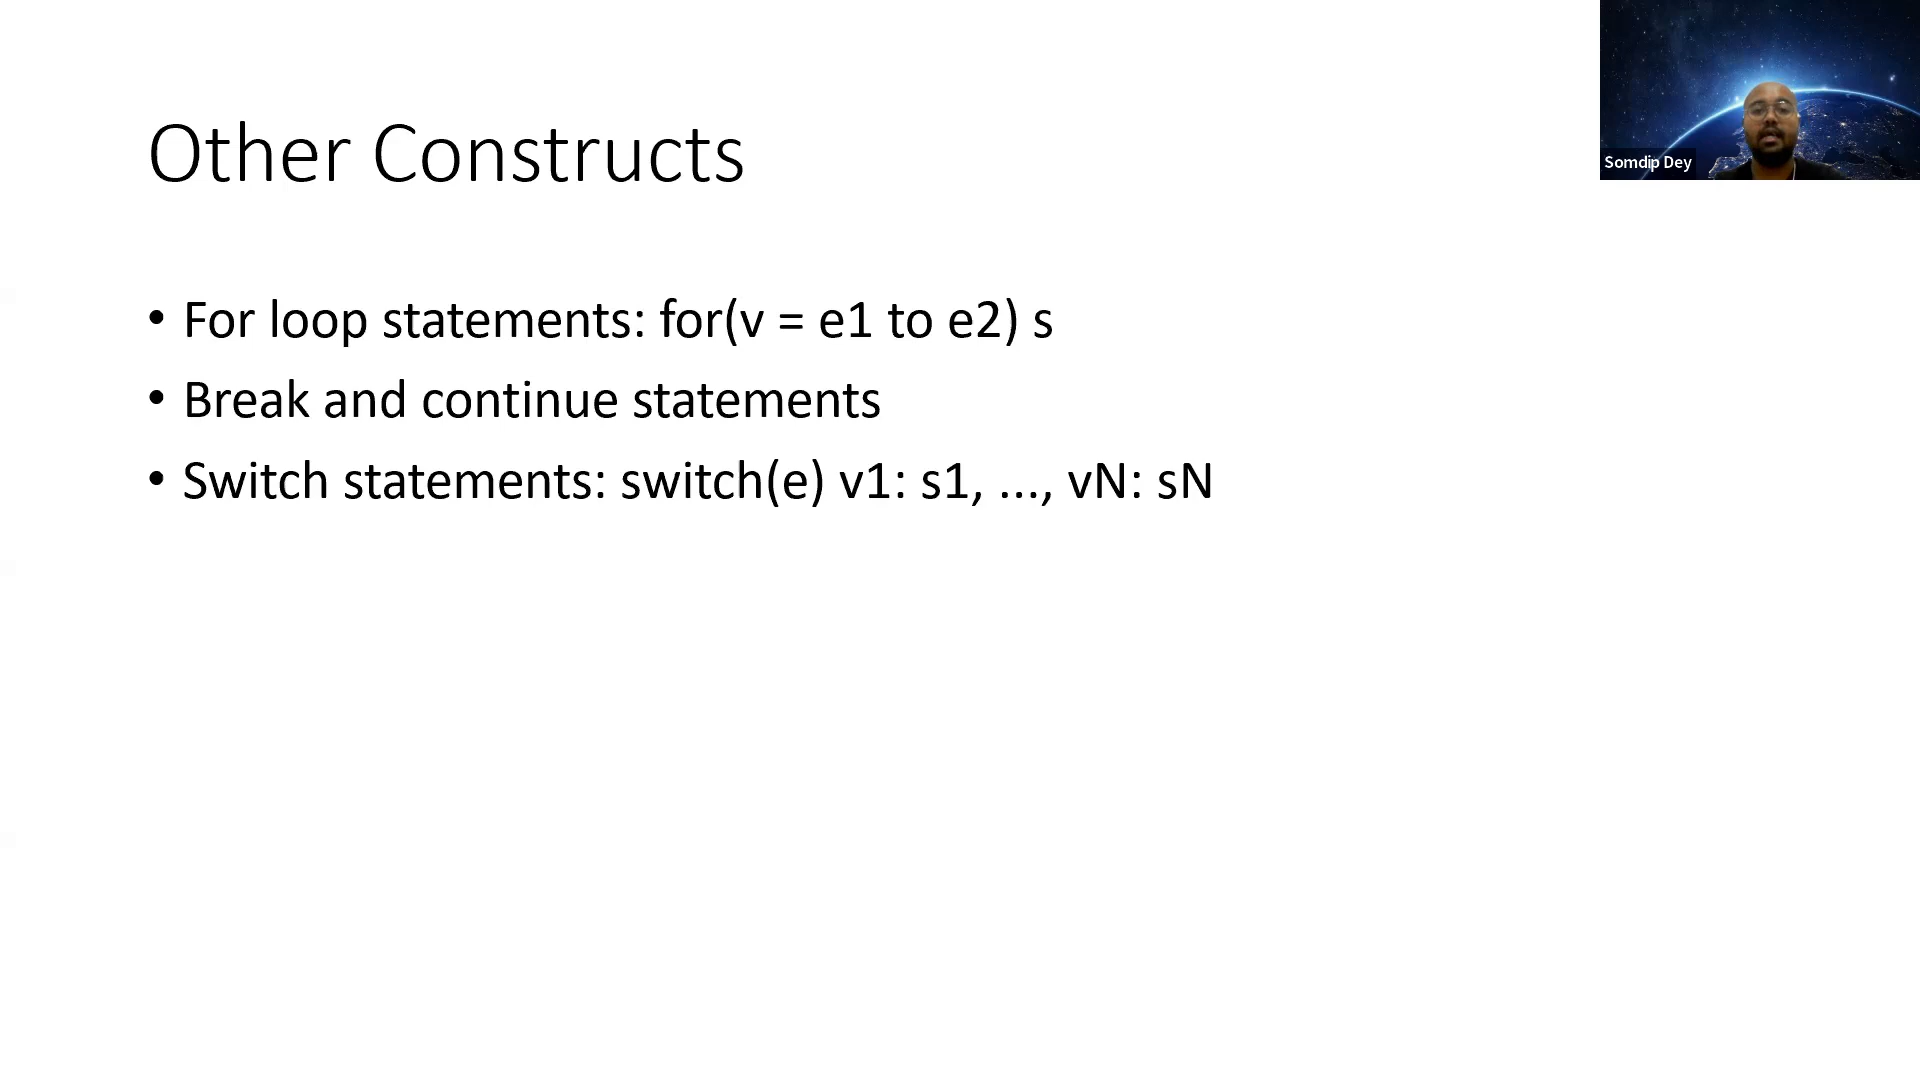 Other Constructs
Somdip Dey
• For loop statements: for(v = e1 to e2) s
• Break and continue statements
• Switch statements: switch(e) v1: s1, ..., vN: sN